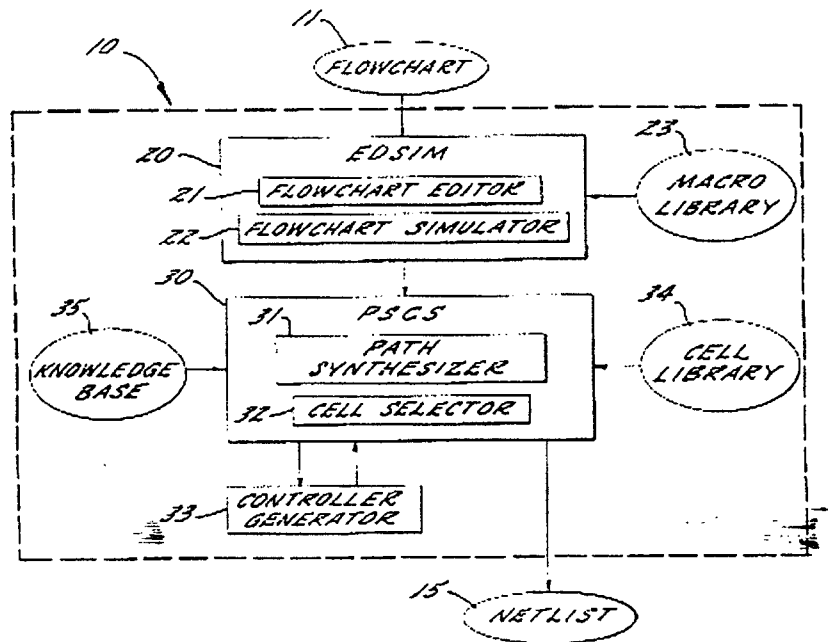 11
10
FLOWCHART
20
EDSIM
23
21
FLOWCHART EDITOR
MACRO
LIBRARY
22
FLOWCHART SIMULATOR
30
PSCS
34
35
31
PATH
SYNTHESIZER
KNOWLEDGE
BASE
CELL
LIBRARY
32
CELL SELECTOR
33
CONTROLLER
GENERATOR
15
NETLIST